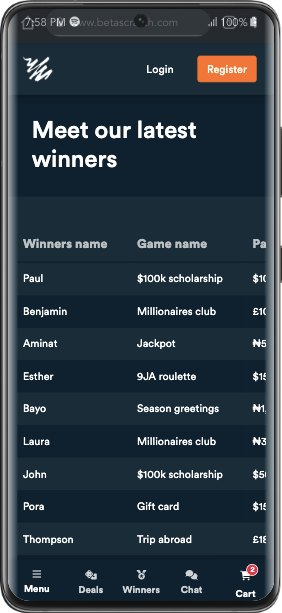 7:58 PM www.betascratch.com 100%
Login Register
Meet our latest
winners
Winners name Game name Pa
Paul $100k scholarship $10
Benjamin Millionaires club £10
Aminat Jackpot ₦5
Esther 9JA roulette $15
Bayo Season greetings ₦1,
Laura Millionaires club ₦3
John $100k scholarship $50
Pora Gift card $15
Thompson Trip abroad £18
2
Menu Deals Winners Chat Cart